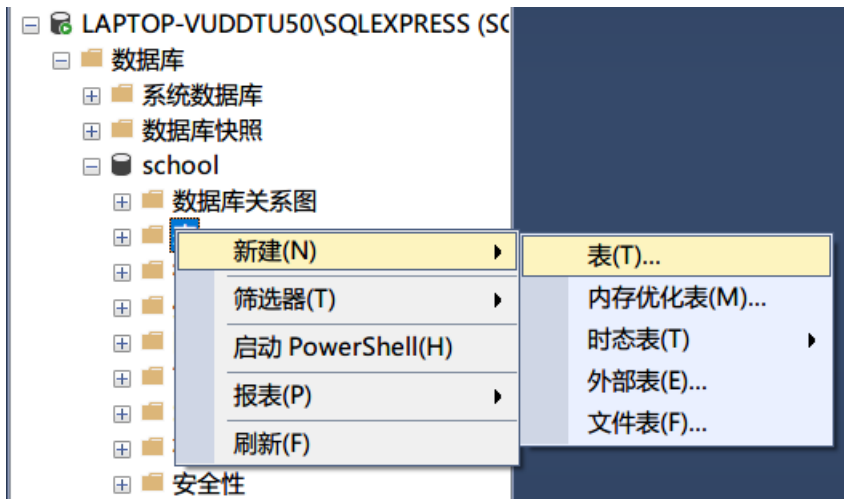 LAPTOP-VUDDTU50\SQLEXPRESS (SC
数据库
系统数据库
数据库快照
school
数据库关系图
新建(N)
筛选器(T)
启动 PowerShell(H)
报表(P)
刷新(F)
表(T)...
内存优化表(M)...
时态表(T)
外部表(E)...
文件表(F)...
安全性